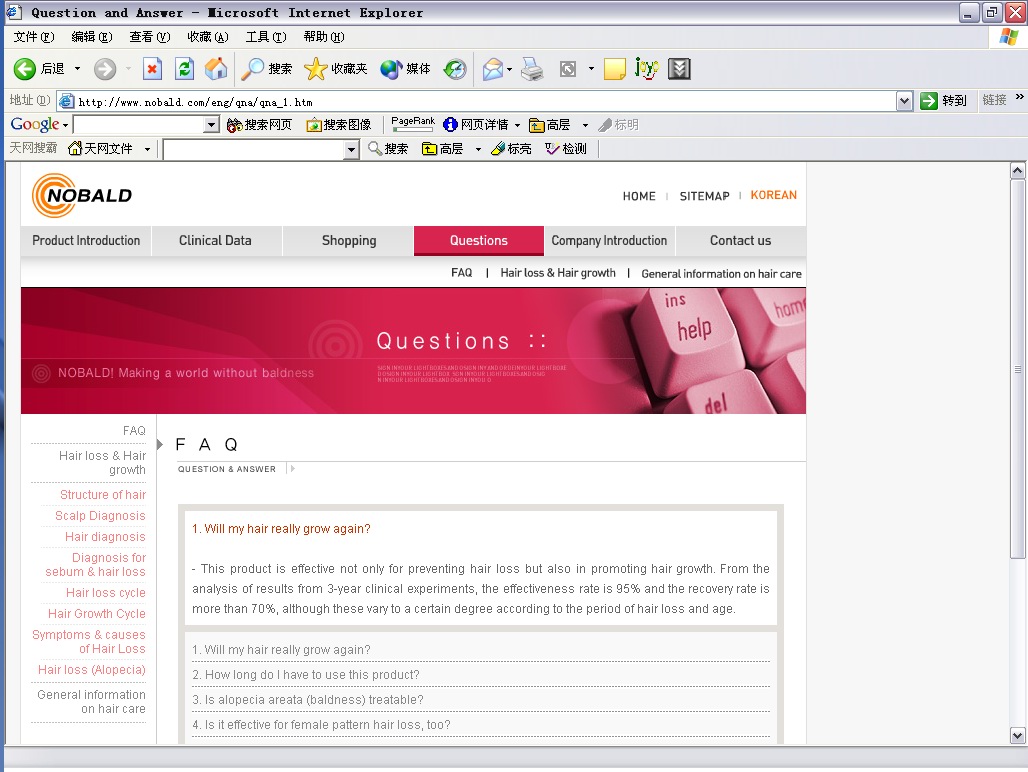 Question and Answer - Microsoft Internet Explorer
文件(F) 编辑(E) 查看(V) 收藏(A) 工具(T) 帮助(H)
后退 搜索 收藏夹 媒体
地址(D) http://www.nobald.com/eng/qna/qna_1.htm 转到 链接 »
Google 搜索网页 搜索图像 PageRank 网页详情 高层 标明
天网搜霸 天网文件 搜索 高层 标亮 检测
NOBALD
HOME | SITEMAP | KOREAN
Product Introduction Clinical Data Shopping Questions Company Introduction Contact us
FAQ | Hair loss & Hair growth | General information on hair care
ins
home
help
del
Questions ::
NOBALD! Making a world without baldness
FAQ
Hair loss & Hair
growth
Structure of hair
Scalp Diagnosis
Hair diagnosis
Diagnosis for
sebum & hair loss
Hair loss cycle
Hair Growth Cycle
Symptoms & causes
of Hair Loss
Hair loss (Alopecia)
General information
on hair care
FAQ
QUESTION & ANSWER
1. Will my hair really grow again?
- This product is effective not only for preventing hair loss but also in promoting hair growth. From the
analysis of results from 3-year clinical experiments, the effectiveness rate is 95% and the recovery rate is
more than 70%, although these vary to a certain degree according to the period of hair loss and age.
1. Will my hair really grow again?
2. How long do I have to use this product?
3. Is alopecia areata (baldness) treatable?
4. Is it effective for female pattern hair loss, too?